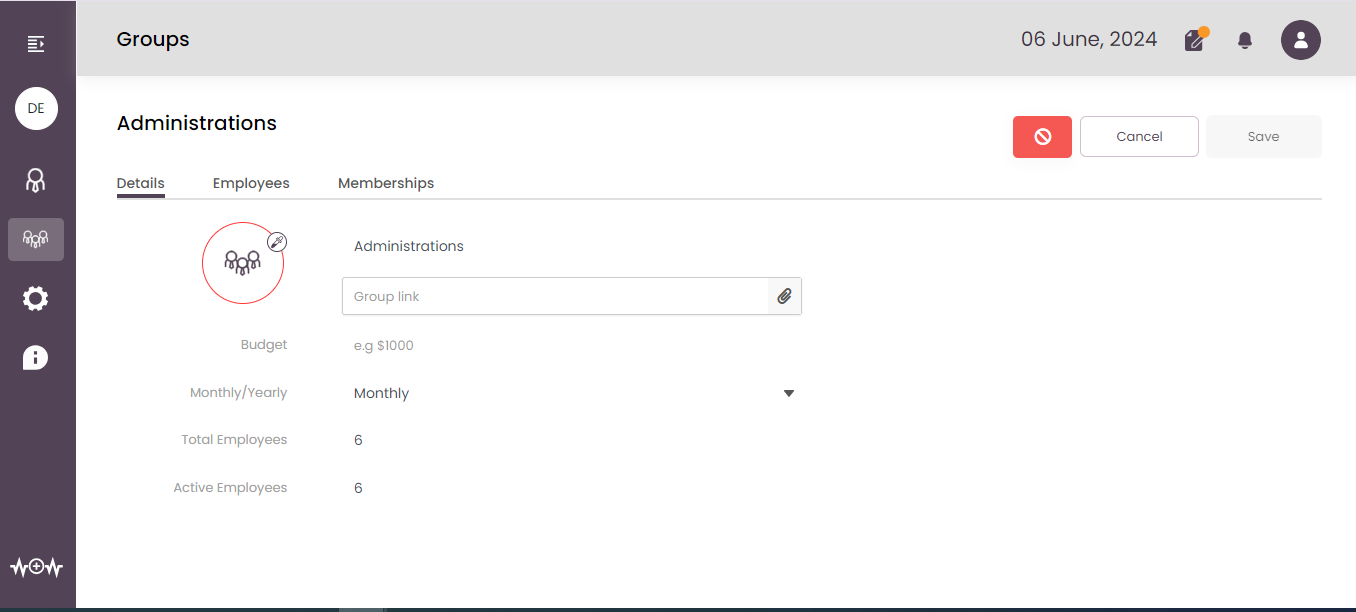 Groups
06 June, 2024
DE
Administrations
Cancel
Save
Details
Employees
Memberships
Administrations
Group link
Budget
e.g $1000
Monthly/Yearly
Monthly
Total Employees
6
Active Employees
6